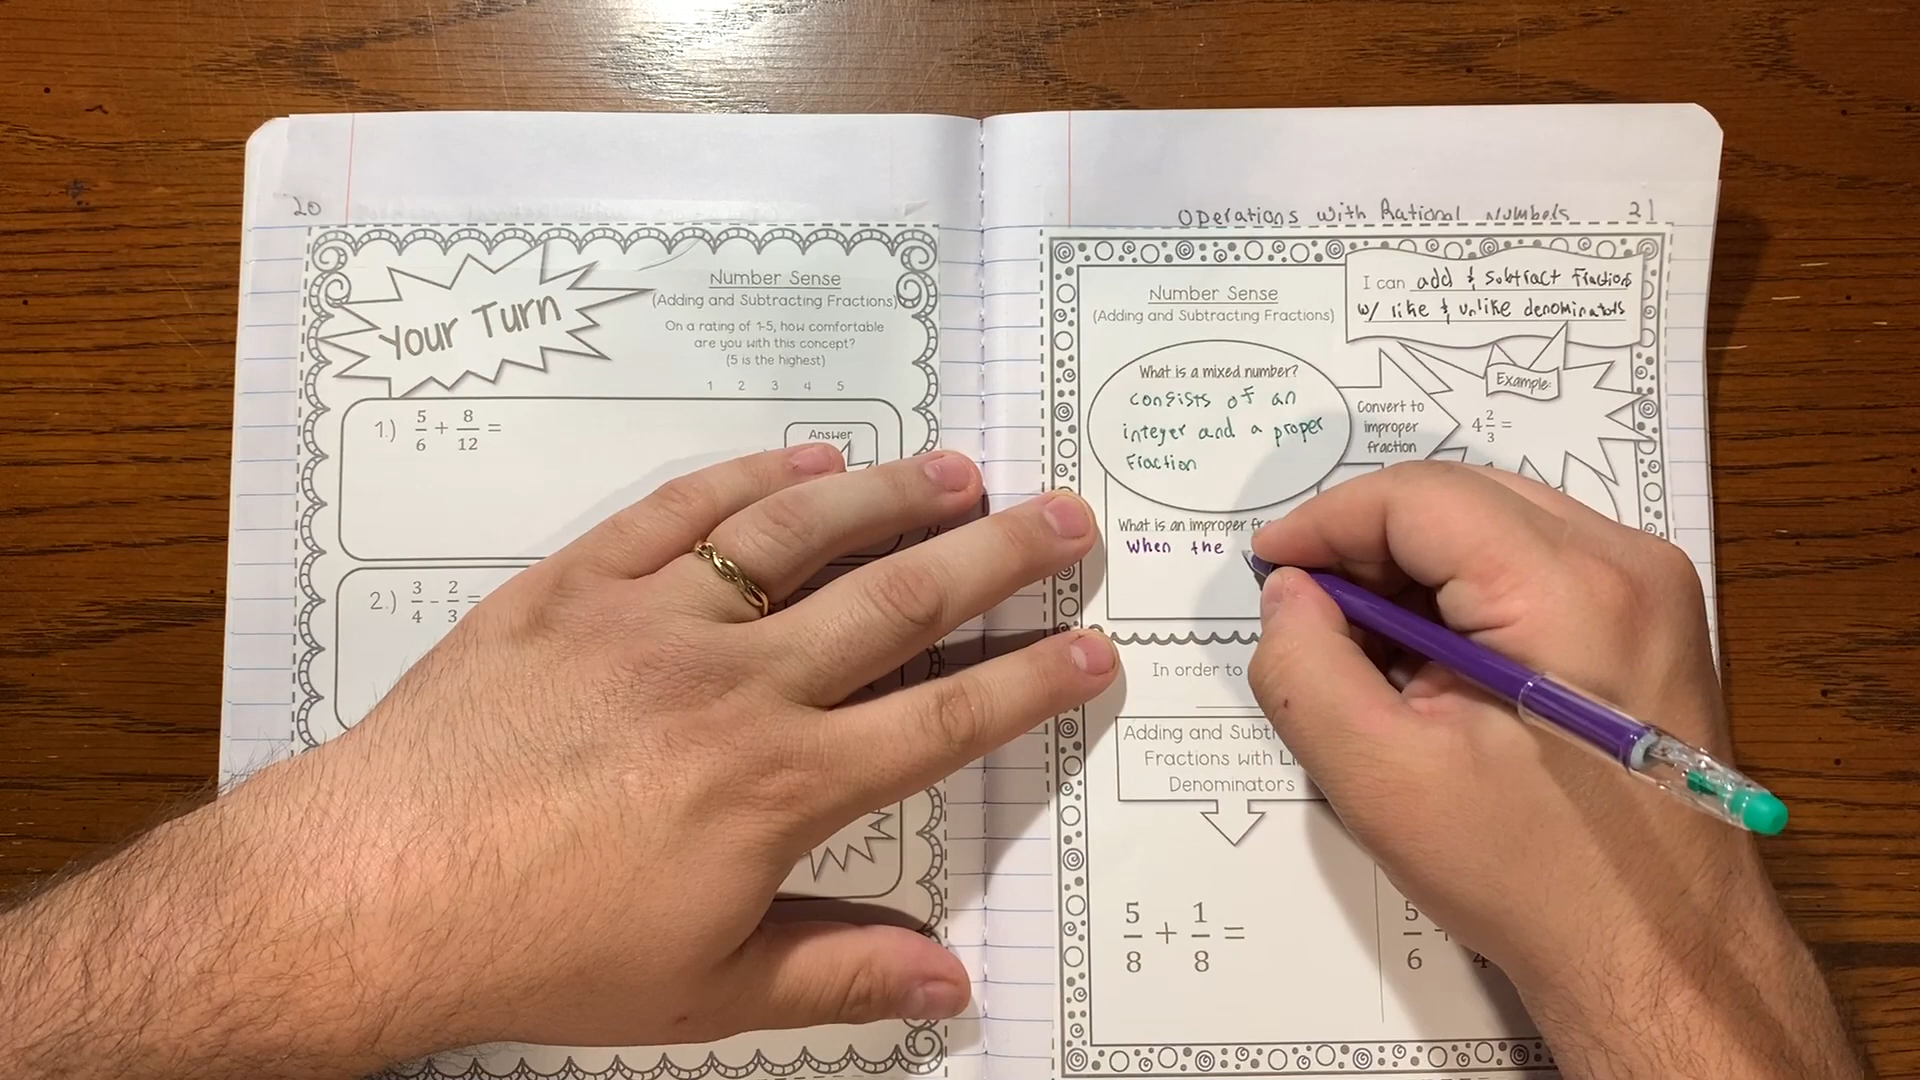 20
Your Turn
Number Sense
(Adding and Subtracting Fractions)
On a rating of 1-5, how comfortable
are you with this concept?
(5 is the highest)
1 2 3 4 5
1.) 5/6 + 8/12 =
Answer
2.) 3/4 - 2/3 =
Operations with Rational Numbers 21
I can add & subtract fractions
w/ like & unlike denominators
Number Sense
(Adding and Subtracting Fractions)
What is a mixed number?
consists of an
integer and a proper
fraction
Convert to
improper
fraction
Example:
4 2/3 =
What is an improper
When the
In order to
Adding and
Fractions with
Denominators
5/8 + 1/8 =
5/6 +